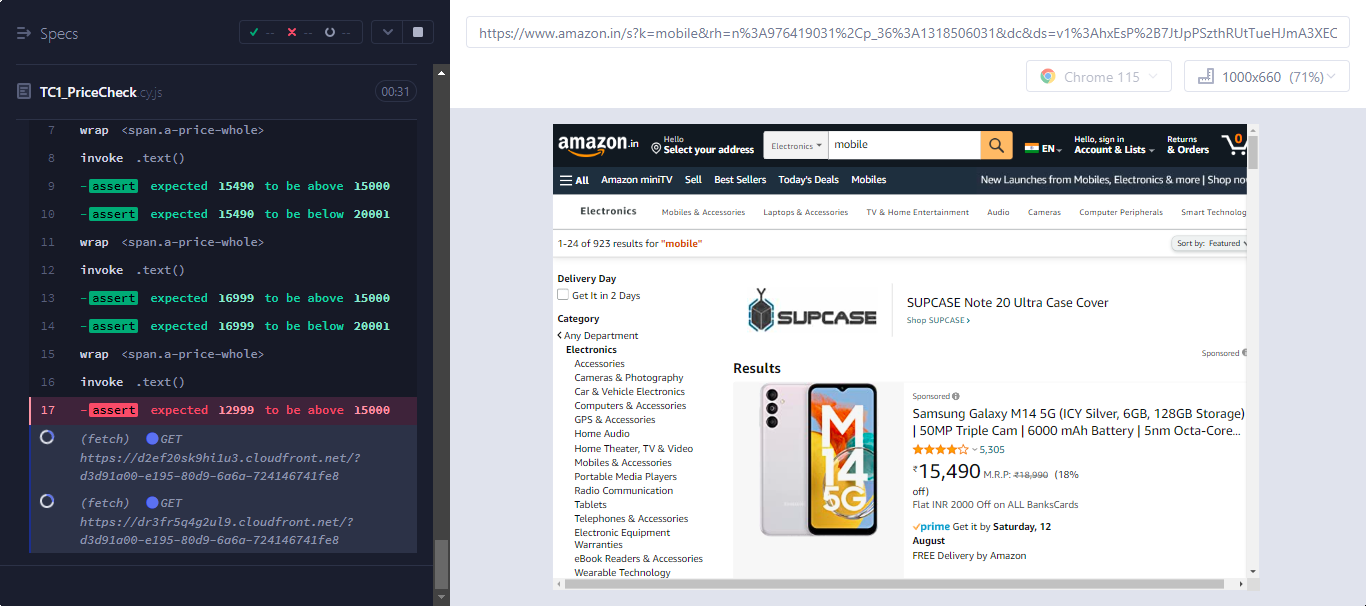 Specs
--
--
--
TC1_PriceCheck cy.js
00:31
7 wrap <span.a-price-whole>
8 invoke .text()
9 -assert expected 15490 to be above 15000
10 -assert expected 15490 to be below 20001
11 wrap <span.a-price-whole>
12 invoke .text()
13 -assert expected 16999 to be above 15000
14 -assert expected 16999 to be below 20001
15 wrap <span.a-price-whole>
16 invoke .text()
17 -assert expected 12999 to be above 15000
(fetch) GET
https://d2ef20sk9hi1u3.cloudfront.net/?
d3d91a00-e195-80d9-6a6a-724146741fe8
(fetch) GET
https://dr3fr5q4g2ul9.cloudfront.net/?
d3d91a00-e195-80d9-6a6a-724146741fe8
https://www.amazon.in/s?k=mobile&rh=n%3A976419031%2Cp_36%3A1318506031&dc&ds=v1%3AhxEsP%2B7JtJpPSzthRUtTueHJmA3XEC
Chrome 115
1000x660 (71%)
amazon.in
Hello
Select your address
Electronics
mobile
EN
Hello, sign in
Account & Lists
Returns
& Orders
0
All
Amazon miniTV
Sell
Best Sellers
Today's Deals
Mobiles
New Launches from Mobiles, Electronics & more | Shop now
Electronics
Mobiles & Accessories
Laptops & Accessories
TV & Home Entertainment
Audio
Cameras
Computer Peripherals
Smart Technolog
1-24 of 923 results for "mobile"
Sort by: Featured
Delivery Day
Get It in 2 Days
Category
Any Department
Electronics
Accessories
Cameras & Photography
Car & Vehicle Electronics
Computers & Accessories
GPS & Accessories
Home Audio
Home Theater, TV & Video
Mobiles & Accessories
Portable Media Players
Radio Communication
Tablets
Telephones & Accessories
Electronic Equipment
Warranties
eBook Readers & Accessories
Wearable Technology
SUPCASE
SUPCASE Note 20 Ultra Case Cover
Shop SUPCASE ›
Sponsored
Results
M
14
5G
Sponsored
Samsung Galaxy M14 5G (ICY Silver, 6GB, 128GB Storage)
| 50MP Triple Cam | 6000 mAh Battery | 5nm Octa-Core...
5,305
₹15,490 M.R.P: ₹18,990 (18%
off)
Flat INR 2000 Off on ALL BanksCards
prime Get it by Saturday, 12
August
FREE Delivery by Amazon